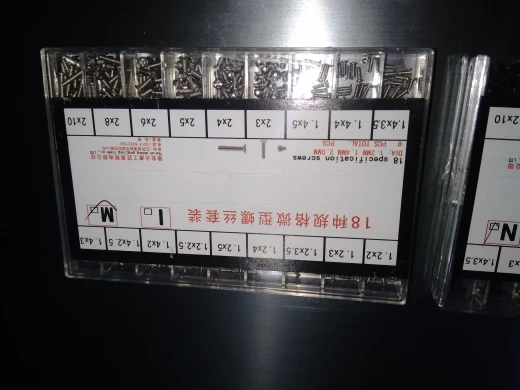 1.2x2 1.2x3 1.2x3.5 1.2x4 1.2x5 1.2x2.5 1.4x2 1.4x2.5 1.4x3
18种规格微型螺丝套装
I M
18 specification screws
DIA: 1.2MM 1.4MM 2.0MM
PCS TOTAL PCS
1.4x3.5 1.4x4 1.4x5 2x3 2x4 2x5 2x6 2x8 2x10
x3 1.4x3.5
N
2x10